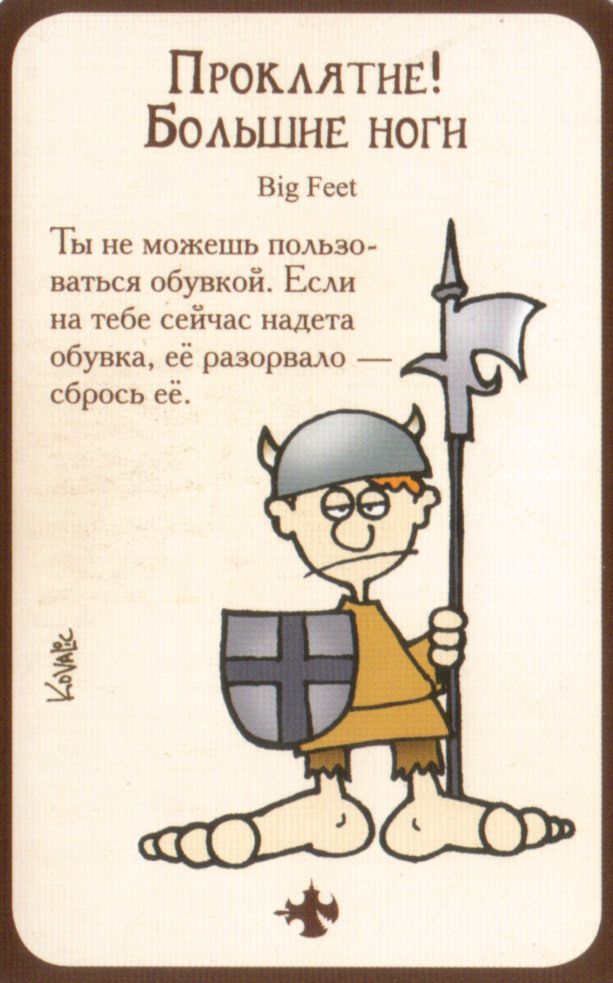 Проклятие!
Большие ноги
Big Feet
Ты не можешь пользо-
ваться обувкой. Если
на тебе сейчас надета
обувка, её разорвало —
сбрось её.
Kovalic